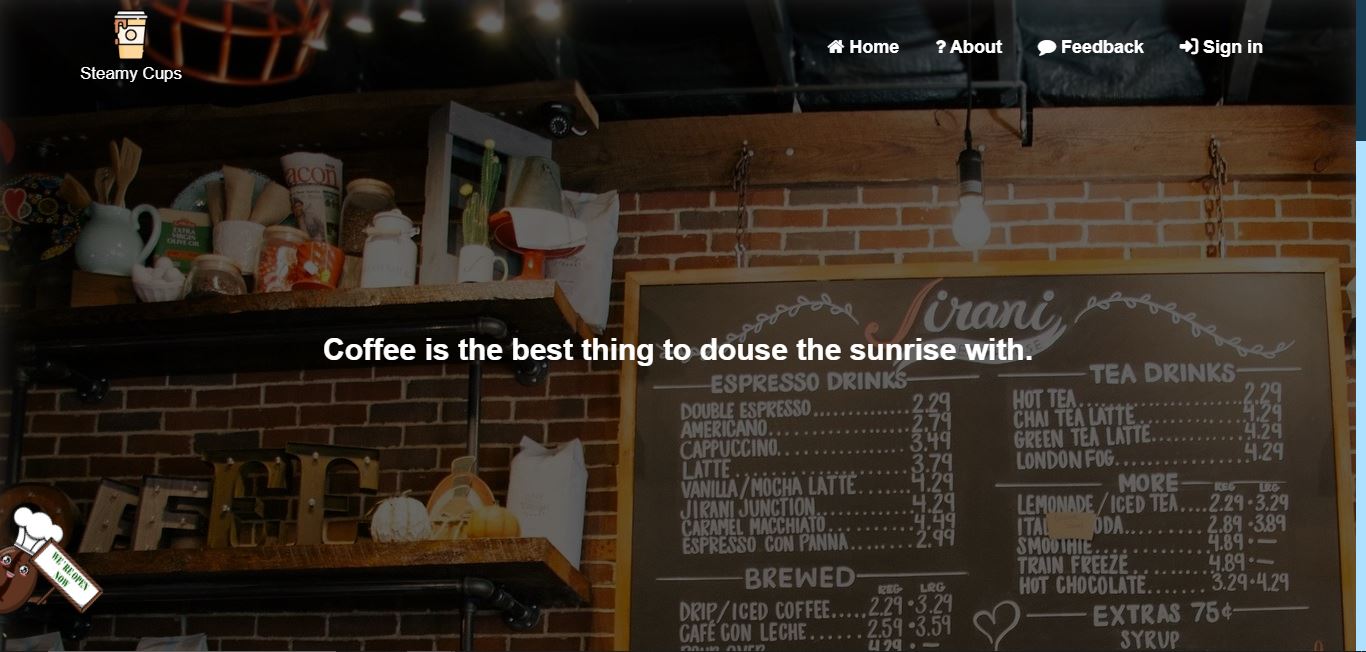 Steamy Cups
Home
? About
Feedback
Sign in
acon
EXTRA
VIRGIN
OLIVE OIL
Coffee is the best thing to douse the sunrise with.
Jirani
ESPRESSO DRINKS
DOUBLE ESPRESSO..............2.29
AMERICANO...................2.79
CAPPUCCINO..................3.49
LATTE.......................3.79
VANILLA/MOCHA LATTE.......4.29
JIRANI JUNCTION.............4.29
CARAMEL MACCHIATO..........4.49
ESPRESSO CON PANNA.......2.99
BREWED
REG LRG
DRIP/ICED COFFEE.....2.29•3.29
CAFÉ CON LECHE......2.59•3.59
TEA DRINKS
HOT TEA.....................2.29
CHAI TEA LATTE..............4.29
GREEN TEA LATTE............4.29
LONDON FOG.................4.29
MORE
REG LRG
LEMONADE/ICED TEA....2.29•3.29
2.89•3.89
SMOOTHIE...............4.89•—
TRAIN FREEZE..........4.89•—
HOT CHOCOLATE.......3.29•4.29
EXTRAS 75¢
SYRUP
WE'RE OPEN
NOW